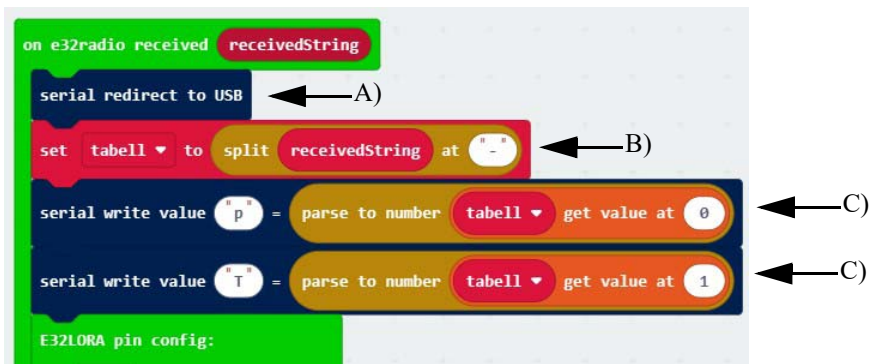 on e32radio received receivedString
serial redirect to USB A)
set tabell to split receivedString at "-" B)
serial write value "p" = parse to number tabell get value at 0 C)
serial write value "T" = parse to number tabell get value at 1 C)
E32LORA pin config: